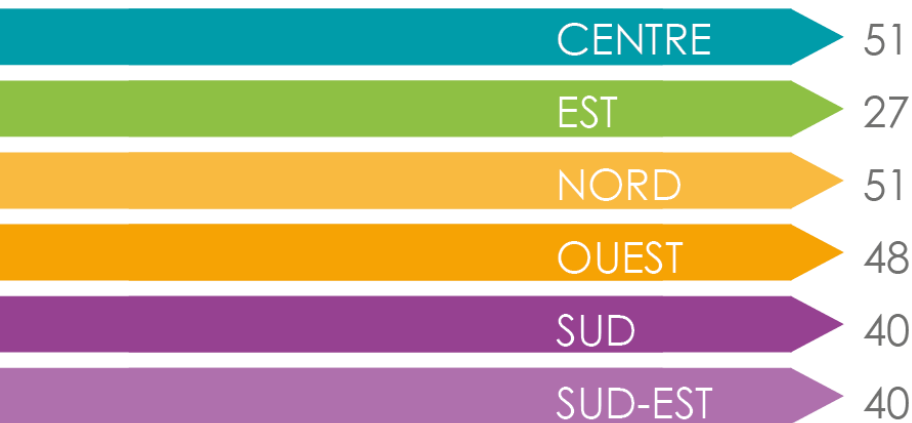 CENTRE 51
EST 27
NORD 51
OUEST 48
SUD 40
SUD-EST 40